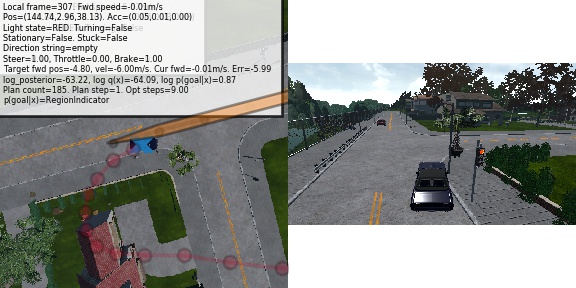 Local frame=307: Fwd speed=-0.01m/s
Pos=(144.74,2.96,38.13). Acc=(0.05,0.01,0.00)
Light state=RED: Turning=False
Stationary=False. Stuck=False
Direction string=empty
Steer=1.00, Throttle=0.00, Brake=1.00
Target fwd pos=-4.80, vel=-6.00m/s. Cur fwd=-0.01m/s. Err=-5.99
log_posterior=-63.22, log q(x)=-64.09, log p(goal|x)=0.87
Plan count=185. Plan step=1. Opt steps=9.00
p(goal|x)=RegionIndicator